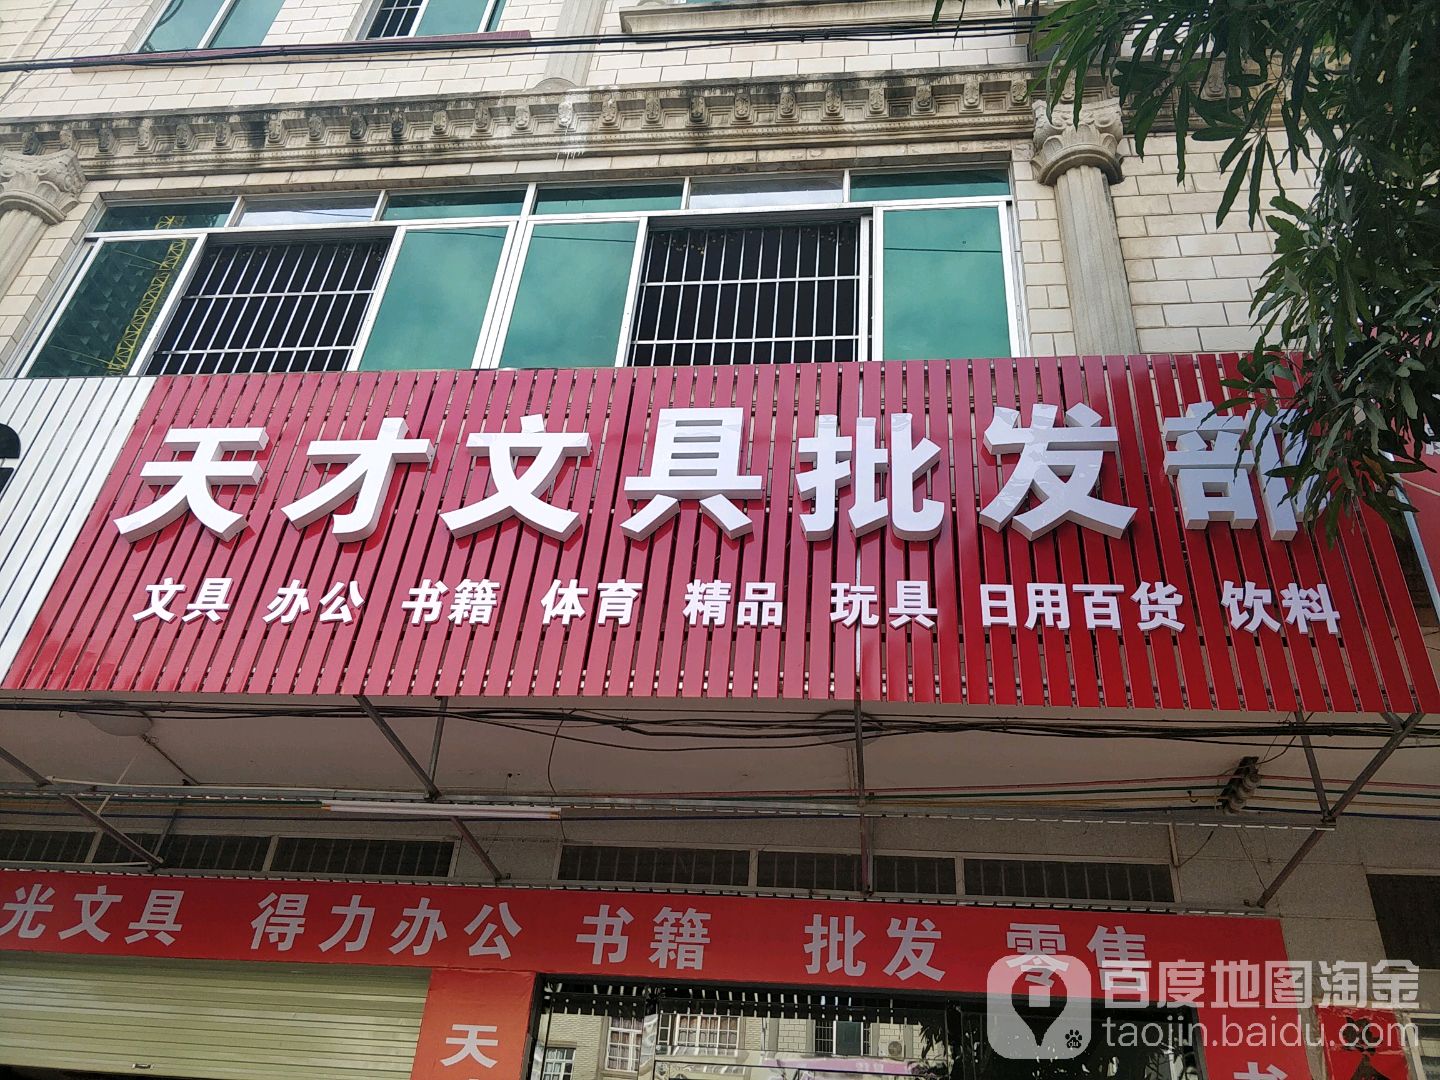 天才文具批发部
文具 办公 书籍 体育 精品 玩具 日用百货 饮料
光文具 得力办公 书籍 批发 零售
天
百度地图淘金
taojin.baidu.com